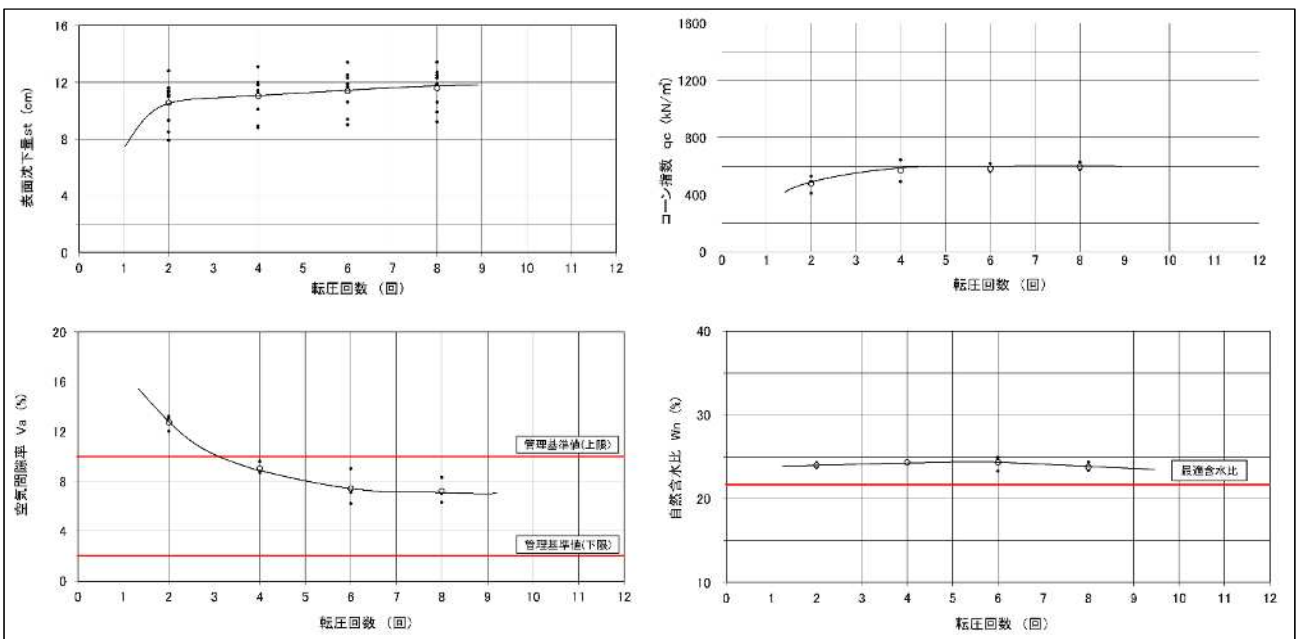 表面沈下量st (cm)
16
12
8
4
0
0 1 2 3 4 5 6 7 8 9 10 11 12
転圧回数 (回)
コーン指数 qc (kN/㎡)
1600
1200
800
400
0
0 1 2 3 4 5 6 7 8 9 10 11 12
転圧回数 (回)
空気間隙率 Va (%)
20
16
12
8
4
0
管理基準値(上限)
管理基準値(下限)
0 1 2 3 4 5 6 7 8 9 10 11 12
転圧回数 (回)
自然含水比 Wn (%)
40
30
20
10
最適含水比
0 1 2 3 4 5 6 7 8 9 10 11 12
転圧回数 (回)